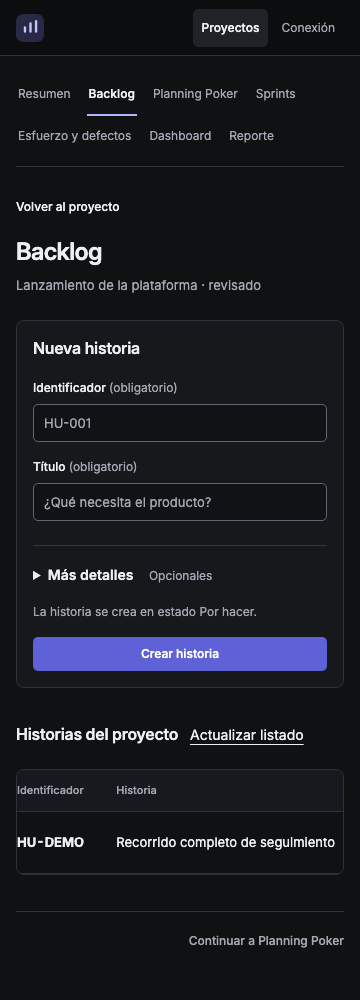 Proyectos Conexión
Resumen Backlog Planning Poker Sprints
Esfuerzo y defectos Dashboard Reporte
Volver al proyecto
Backlog
Lanzamiento de la plataforma · revisado
Nueva historia
Identificador (obligatorio)
HU-001
Título (obligatorio)
¿Qué necesita el producto?
Más detalles Opcionales
La historia se crea en estado Por hacer.
Crear historia
Historias del proyecto Actualizar listado
Identificador Historia
HU-DEMO Recorrido completo de seguimiento
Continuar a Planning Poker